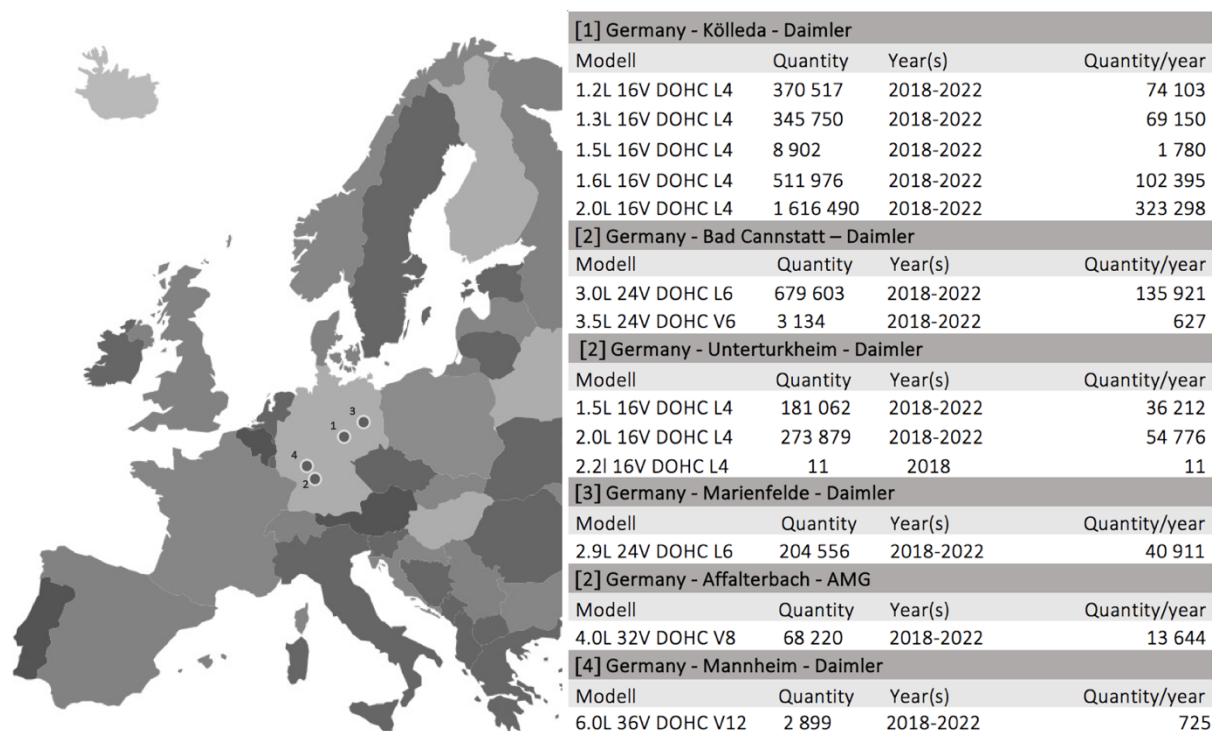 3
1
4
2
[1] Germany - Kölleda - Daimler
Modell Quantity Year(s) Quantity/year
1.2L 16V DOHC L4 370 517 2018-2022 74 103
1.3L 16V DOHC L4 345 750 2018-2022 69 150
1.5L 16V DOHC L4 8 902 2018-2022 1 780
1.6L 16V DOHC L4 511 976 2018-2022 102 395
2.0L 16V DOHC L4 1 616 490 2018-2022 323 298
[2] Germany - Bad Cannstatt – Daimler
Modell Quantity Year(s) Quantity/year
3.0L 24V DOHC L6 679 603 2018-2022 135 921
3.5L 24V DOHC V6 3 134 2018-2022 627
[2] Germany - Unterturkheim - Daimler
Modell Quantity Year(s) Quantity/year
1.5L 16V DOHC L4 181 062 2018-2022 36 212
2.0L 16V DOHC L4 273 879 2018-2022 54 776
2.2l 16V DOHC L4 11 2018 11
[3] Germany - Marienfelde - Daimler
Modell Quantity Year(s) Quantity/year
2.9L 24V DOHC L6 204 556 2018-2022 40 911
[2] Germany - Affalterbach - AMG
Modell Quantity Year(s) Quantity/year
4.0L 32V DOHC V8 68 220 2018-2022 13 644
[4] Germany - Mannheim - Daimler
Modell Quantity Year(s) Quantity/year
6.0L 36V DOHC V12 2 899 2018-2022 725